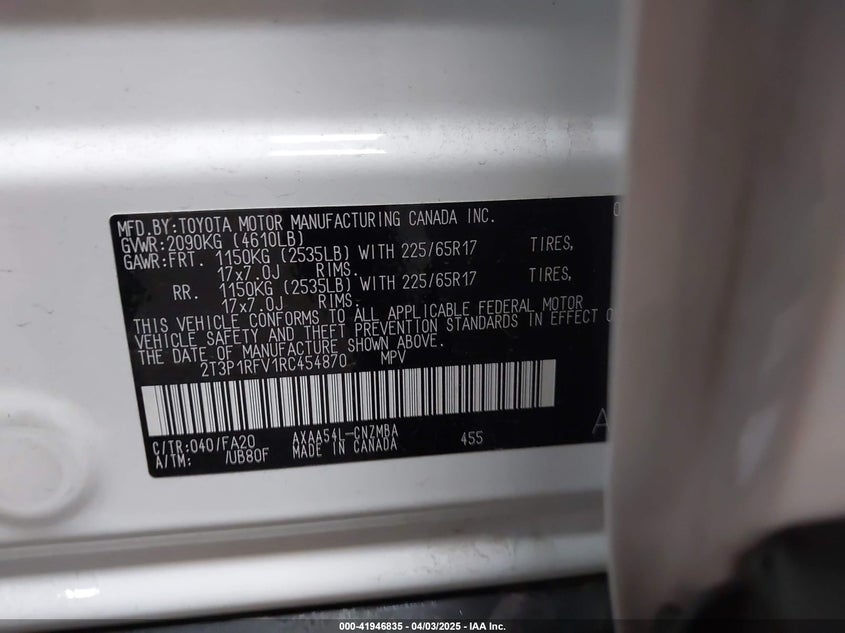 MFD.BY:TOYOTA MOTOR MANUFACTURING CANADA INC.
GVWR:2090KG (4610LB)
GAWR:FRT. 1150KG (2535LB) WITH 225/65R17 TIRES,
17x7.0J RIMS.
RR. 1150KG (2535LB) WITH 225/65R17 TIRES,
17x7.0J RIMS.
THIS VEHICLE CONFORMS TO ALL APPLICABLE FEDERAL MOTOR
VEHICLE SAFETY AND THEFT PREVENTION STANDARDS IN EFFECT O
THE DATE OF MANUFACTURE SHOWN ABOVE.
2T3P1RFV1RC454870 MPV
C/TR:040/FA20 AXAA54L-CNZMBA 455
A/TM: /UB80F MADE IN CANADA
000-41946835 - 04/03/2025 - IAA Inc.